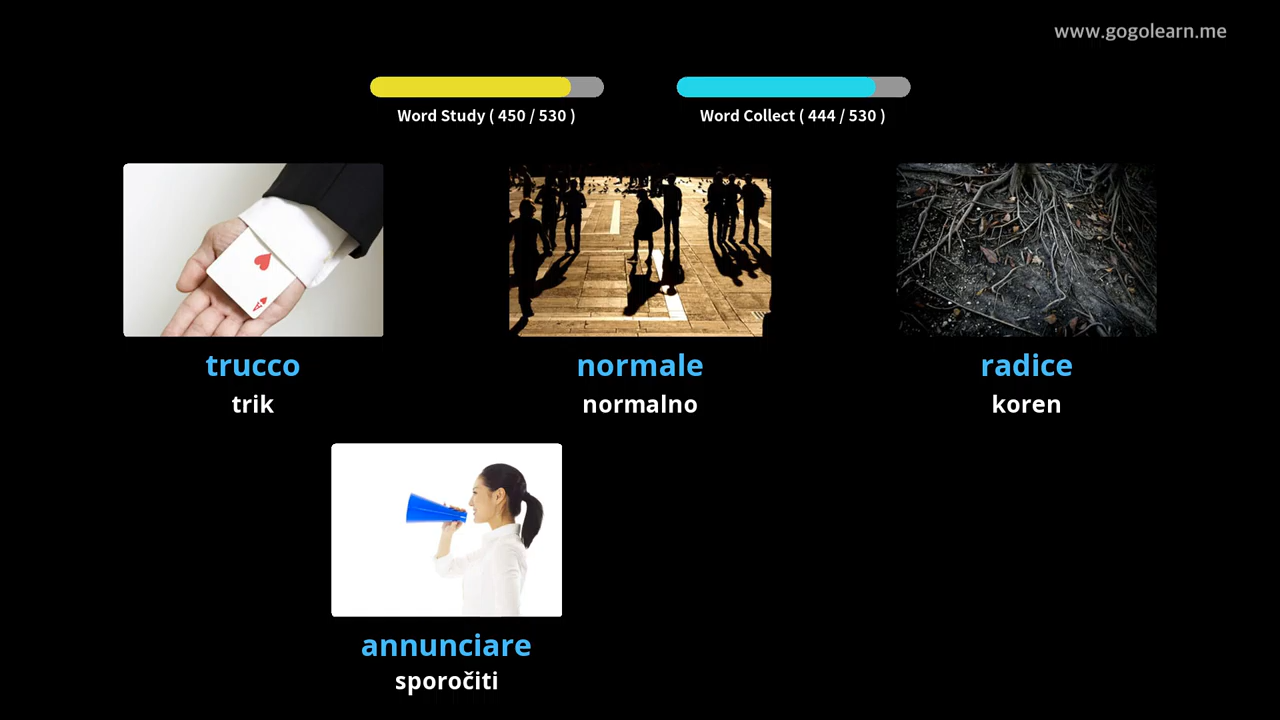 www.gogolearn.me
Word Study ( 450 / 530 )
Word Collect ( 444 / 530 )
trucco
trik
normale
normalno
radice
koren
annunciare
sporočiti